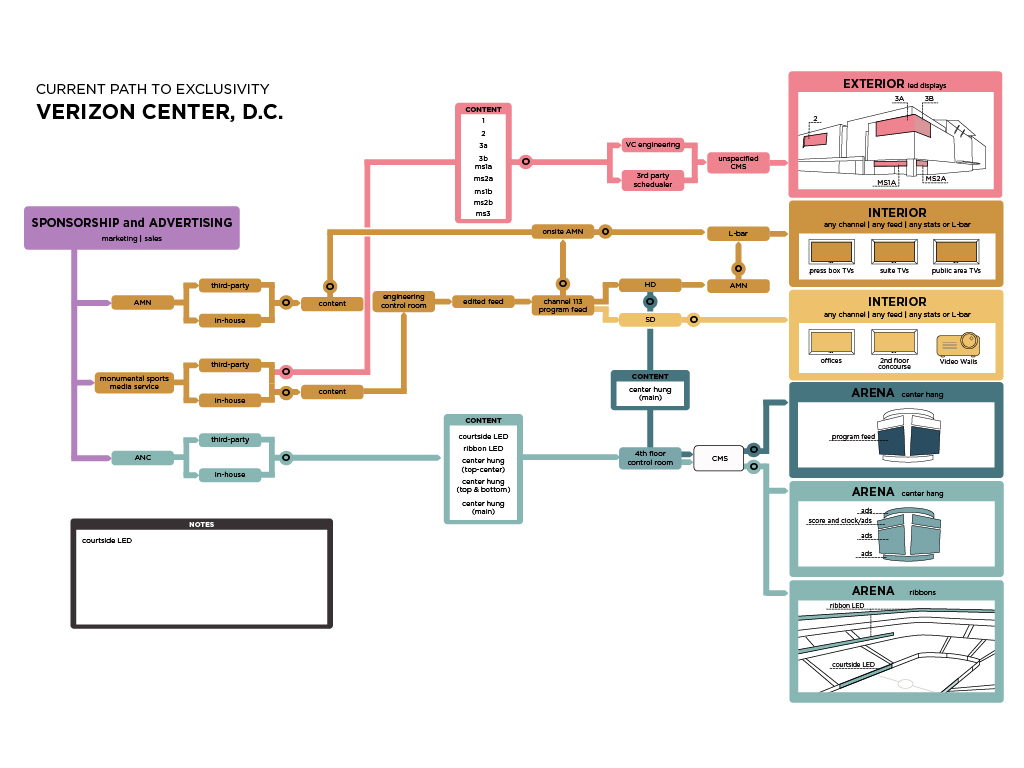 CURRENT PATH TO EXCLUSIVITY
VERIZON CENTER, D.C.
SPONSORSHIP and ADVERTISING
marketing | sales
AMN
third-party
in-house
content
monumental sports
media service
third-party
in-house
content
ANC
third-party
in-house
engineering
control room
edited feed
channel 113
program feed
onsite AMN
HD
SD
L-bar
AMN
CONTENT
1
2
3a
3b
ms1a
ms2a
ms1b
ms2b
ms3
VC engineering
3rd party
schedualer
unspecified
CMS
CONTENT
center hung
(main)
CONTENT
courtside LED
ribbon LED
center hung
(top-center)
center hung
(top & bottom)
center hung
(main)
4th floor
control room
CMS
EXTERIOR led displays
3A
3B
2
MS1A
MS2A
INTERIOR
any channel | any feed | any stats or L-bar
press box TVs
suite TVs
public area TVs
INTERIOR
any channel | any feed | any stats or L-bar
offices
2nd floor
concourse
Video Walls
ARENA center hang
program feed
ARENA center hang
ads
score and clock/ads
ads
ads
ARENA ribbons
ribbon LED
courtside LED
NOTES
courtside LED